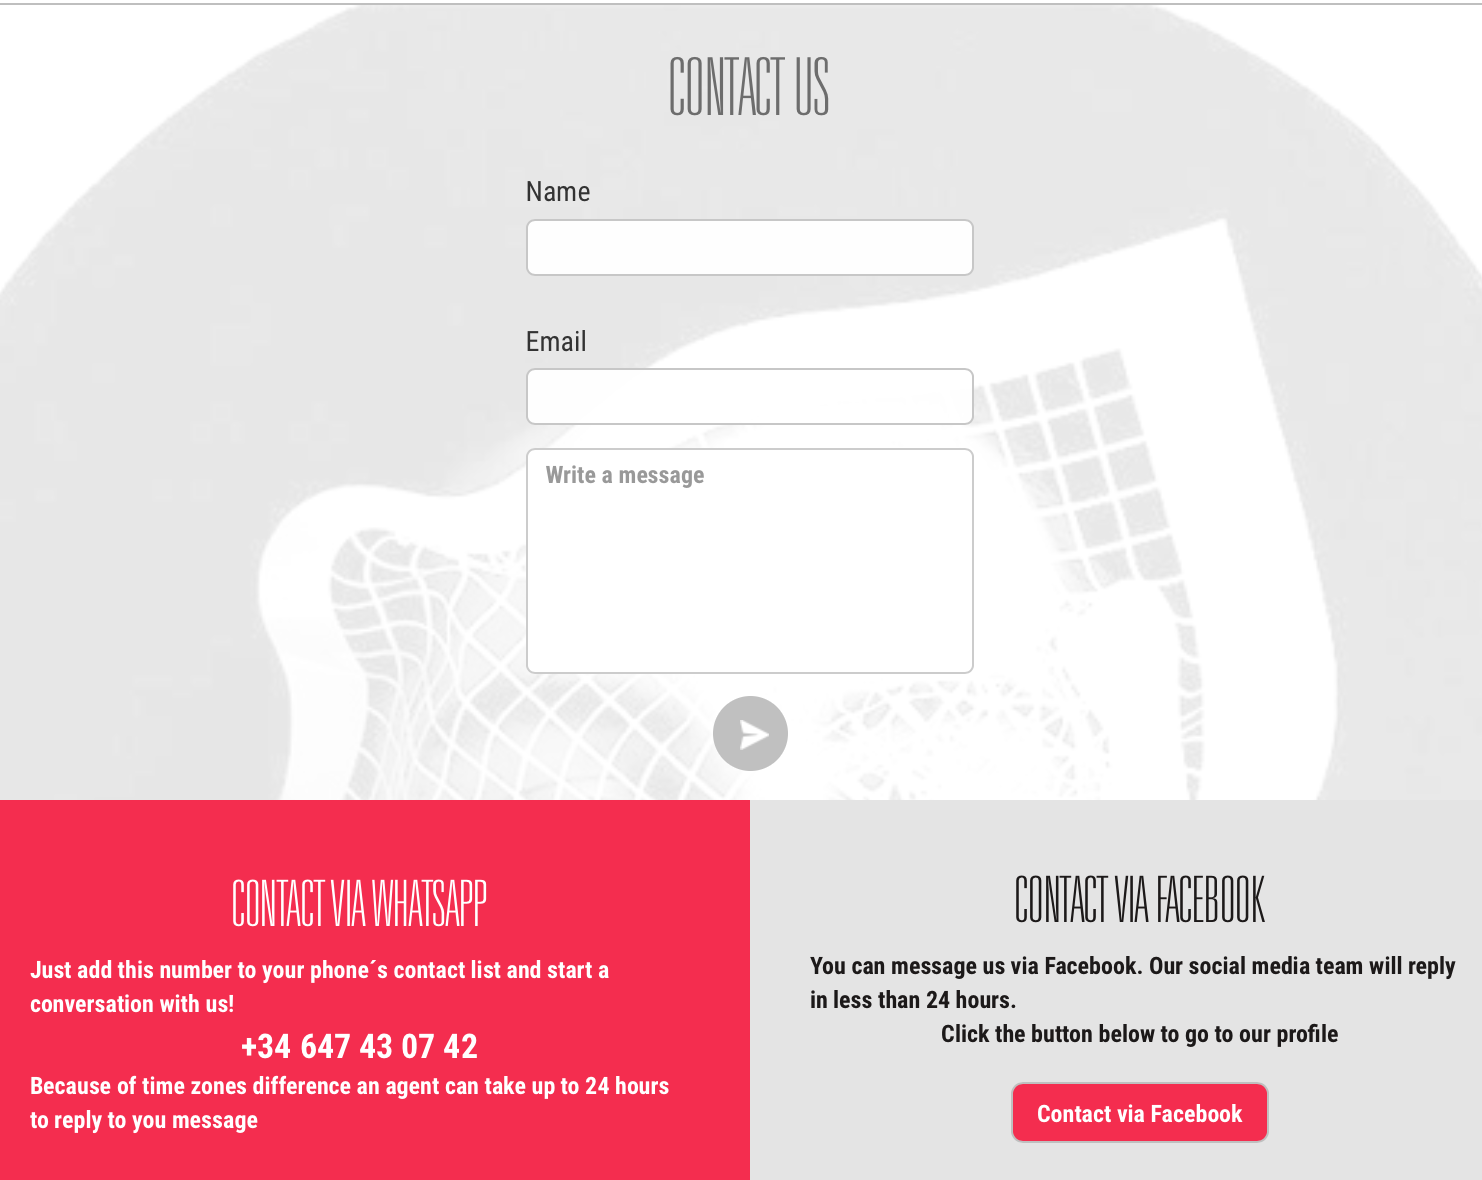 CONTACT US
Name
Email
Write a message
CONTACT VIA WHATSAPP
Just add this number to your phone´s contact list and start a
conversation with us!
+34 647 43 07 42
Because of time zones difference an agent can take up to 24 hours
to reply to you message
CONTACT VIA FACEBOOK
You can message us via Facebook. Our social media team will reply
in less than 24 hours.
Click the button below to go to our profile
Contact via Facebook